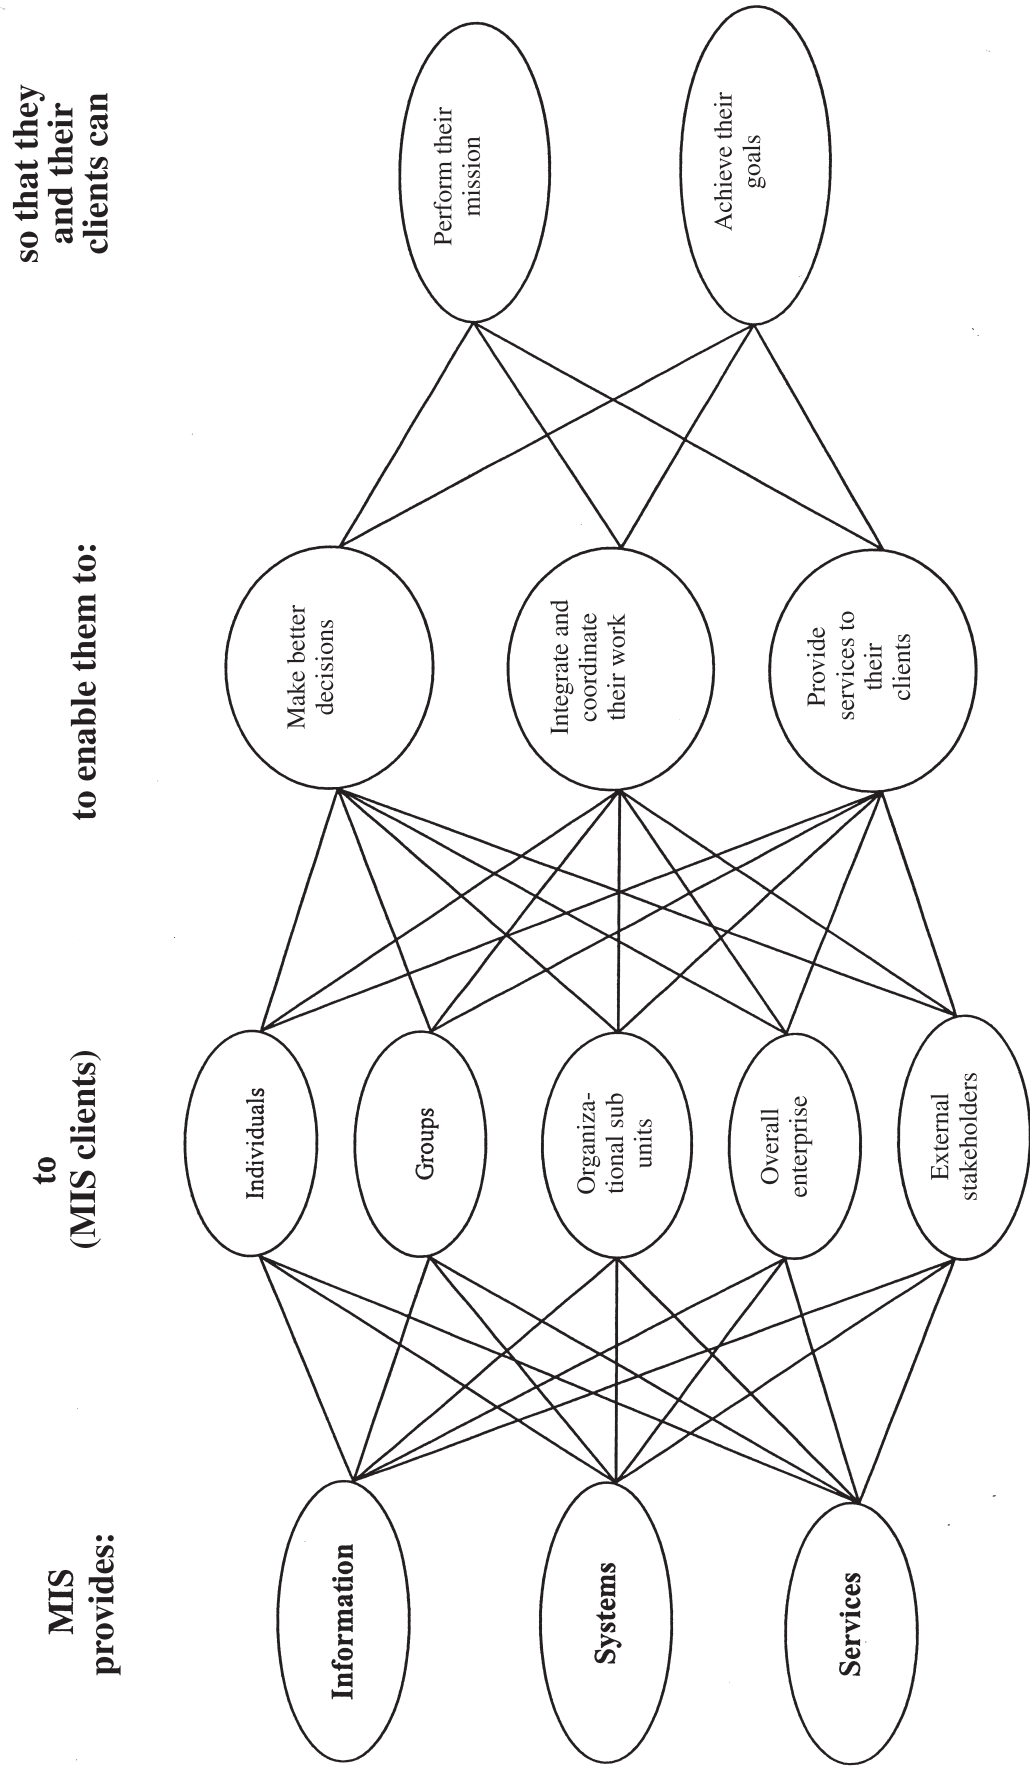 MIS
provides:
Information
Systems
Services
to
(MIS clients)
Individuals
Groups
Organiza-
tional sub
units
Overall
enterprise
External
stakeholders
to enable them to:
Make better
decisions
Integrate and
coordinate
their work
Provide
services to
their
clients
so that they
and their
clients can
Perform their
mission
Achieve their
goals